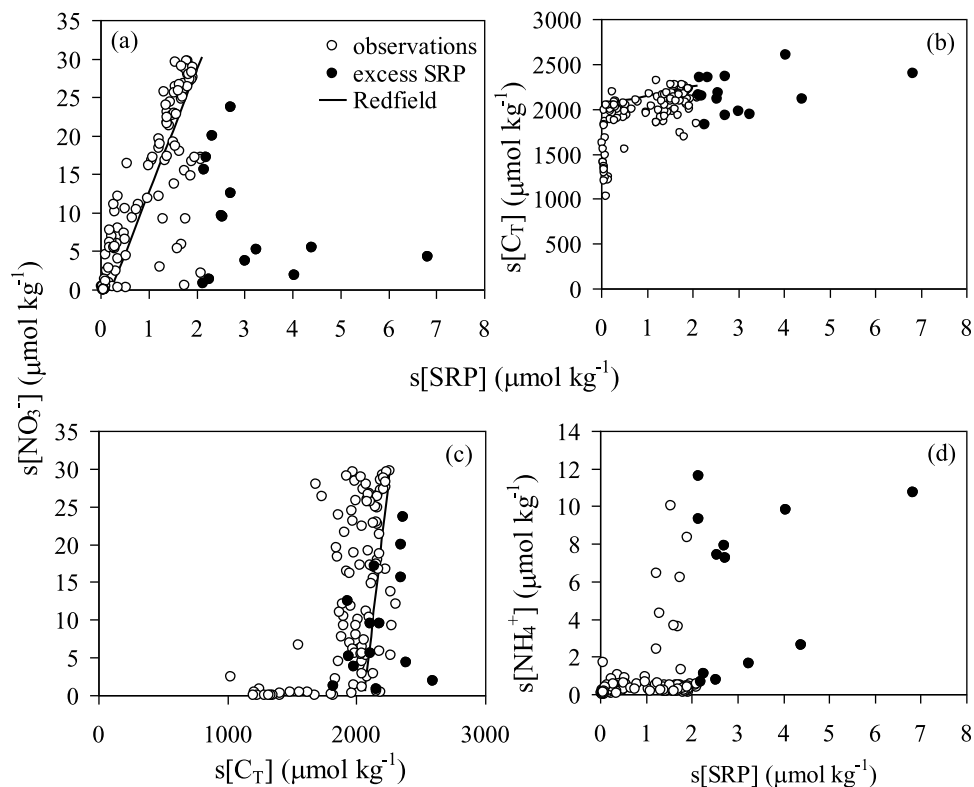 (a)
35
30
25
20
15
10
5
0
0 1 2 3 4 5 6 7 8
○ observations
● excess SRP
— Redfield
(b)
3000
2500
2000
1500
1000
500
0
0 1 2 3 4 5 6 7 8
s[C_T] (μmol kg⁻¹)
s[SRP] (μmol kg⁻¹)
s[NO₃⁻] (μmol kg⁻¹)
(c)
35
30
25
20
15
10
5
0
0 1000 2000 3000
s[C_T] (μmol kg⁻¹)
(d)
14
12
10
8
6
4
2
0
0 1 2 3 4 5 6 7 8
s[NH₄⁺] (μmol kg⁻¹)
s[SRP] (μmol kg⁻¹)